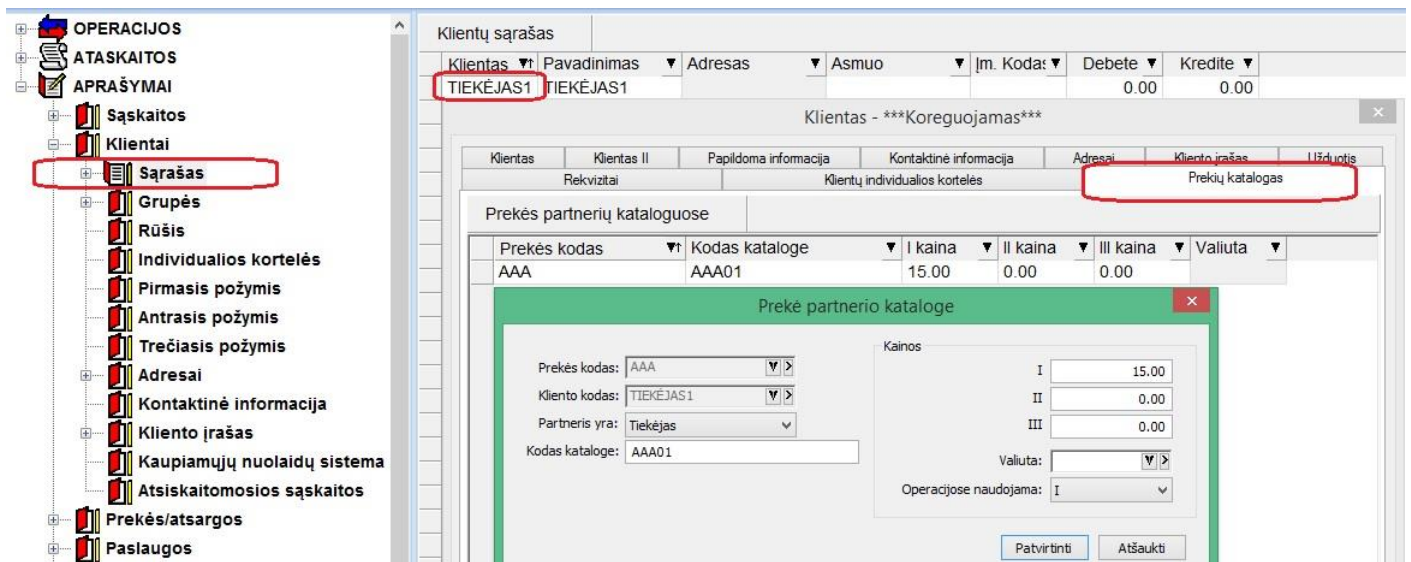 OPERACIJOS
ATASKAITOS
APRAŠYMAI
Sąskaitos
Klientai
Sąrašas
Grupės
Rūšis
Individualios kortelės
Pirmasis požymis
Antrasis požymis
Trečiasis požymis
Adresai
Kontaktinė informacija
Kliento įrašas
Kaupiamųjų nuolaidų sistema
Atsiskaitomosios sąskaitos
Prekės/atsargos
Paslaugos
Klientų sąrašas
Klientas Pavadinimas Adresas Asmuo Įm. Kodas Debete Kredite
TIEKĖJAS1 TIEKĖJAS1 0.00 0.00
Klientas - ***Koreguojamas***
Klientas Klientas II Papildoma informacija Kontaktinė informacija Adresai Kliento įrašas Užduotis
Rekvizitai Klientų individualios kortelės Prekių katalogas
Prekės partnerių kataloguose
Prekės kodas Kodas kataloge I kaina II kaina III kaina Valiuta
AAA AAA01 15.00 0.00 0.00
Prekė partnerio kataloge
Prekės kodas: AAA
Kliento kodas: TIEKĖJAS1
Partneris yra: Tiekėjas
Kodas kataloge: AAA01
Kainos
I 15.00
II 0.00
III 0.00
Valiuta:
Operacijose naudojama: I
Patvirtinti Atšaukti